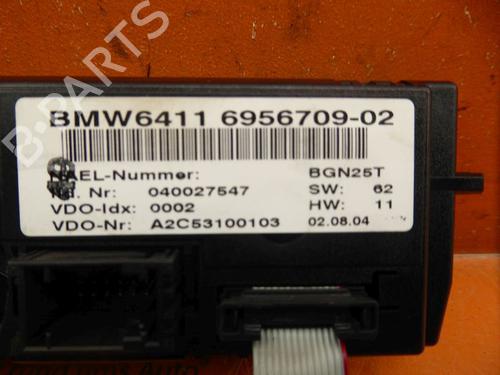 BMW6411 6956709-02
NAEL-Nummer: BGN25T
Nr: 040027547 SW: 62
VDO-Idx: 0002 HW: 11
VDO-Nr: A2C53100103 02.08.04
B-PARTS